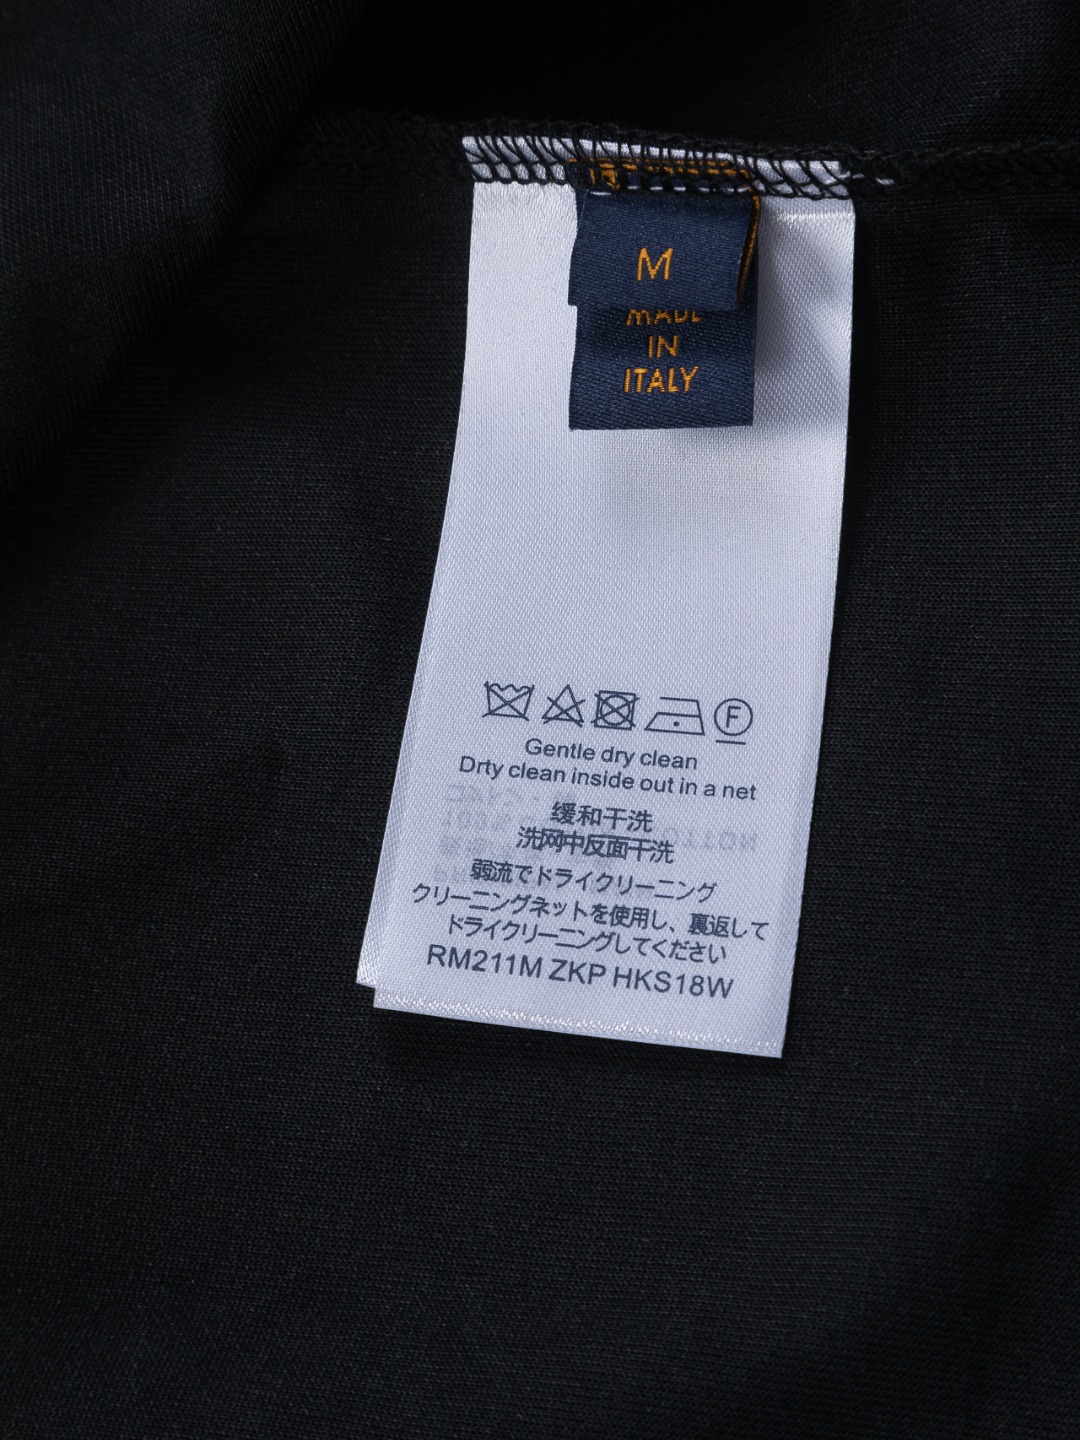 M
MADE
IN
ITALY
F
Gentle dry clean
Drty clean inside out in a net
缓和干洗
洗网中反面干洗
弱流でドライクリーニング
クリーニングネットを使用し、裏返して
ドライクリーニングしてください
RM211M ZKP HKS18W